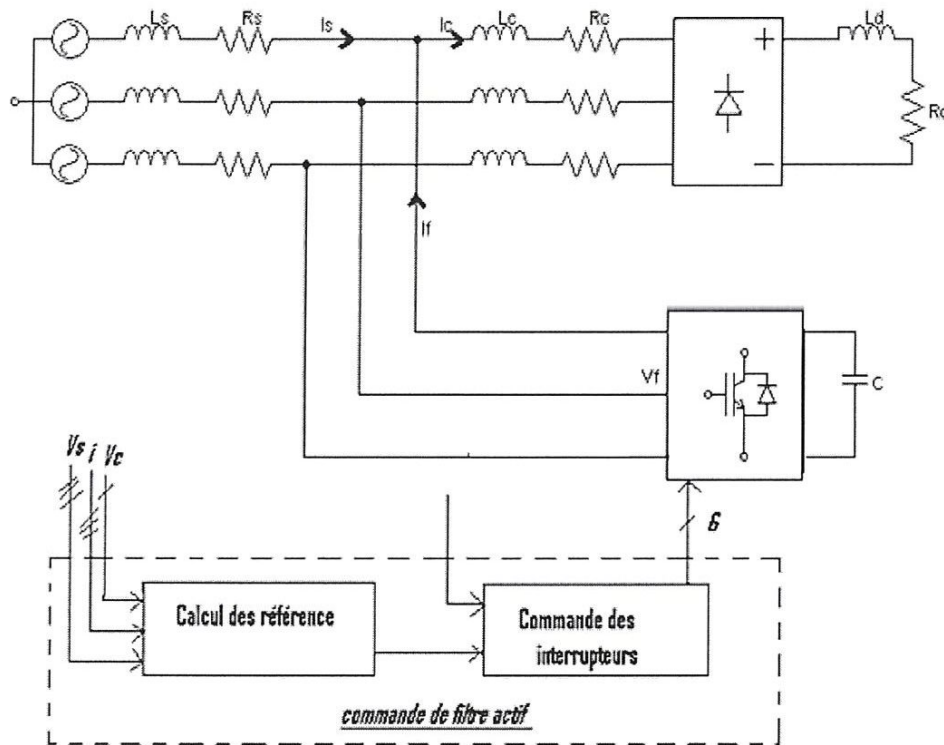 Ls Rs Is Ic Lc Rc Ld
+
Rd
−
If
Vf
C
Vs i Vc
6
Calcul des référence
Commande des
interrupteurs
commande de filtre actif